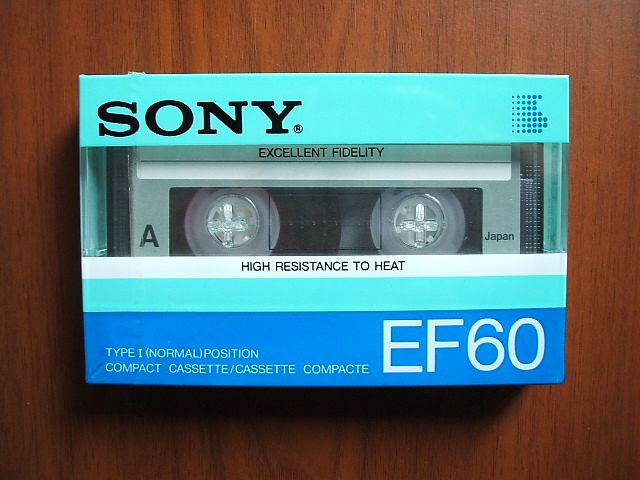 SONY®
EXCELLENT FIDELITY
A
Japan
HIGH RESISTANCE TO HEAT
EF60
TYPE I (NORMAL) POSITION
COMPACT CASSETTE/CASSETTE COMPACTE